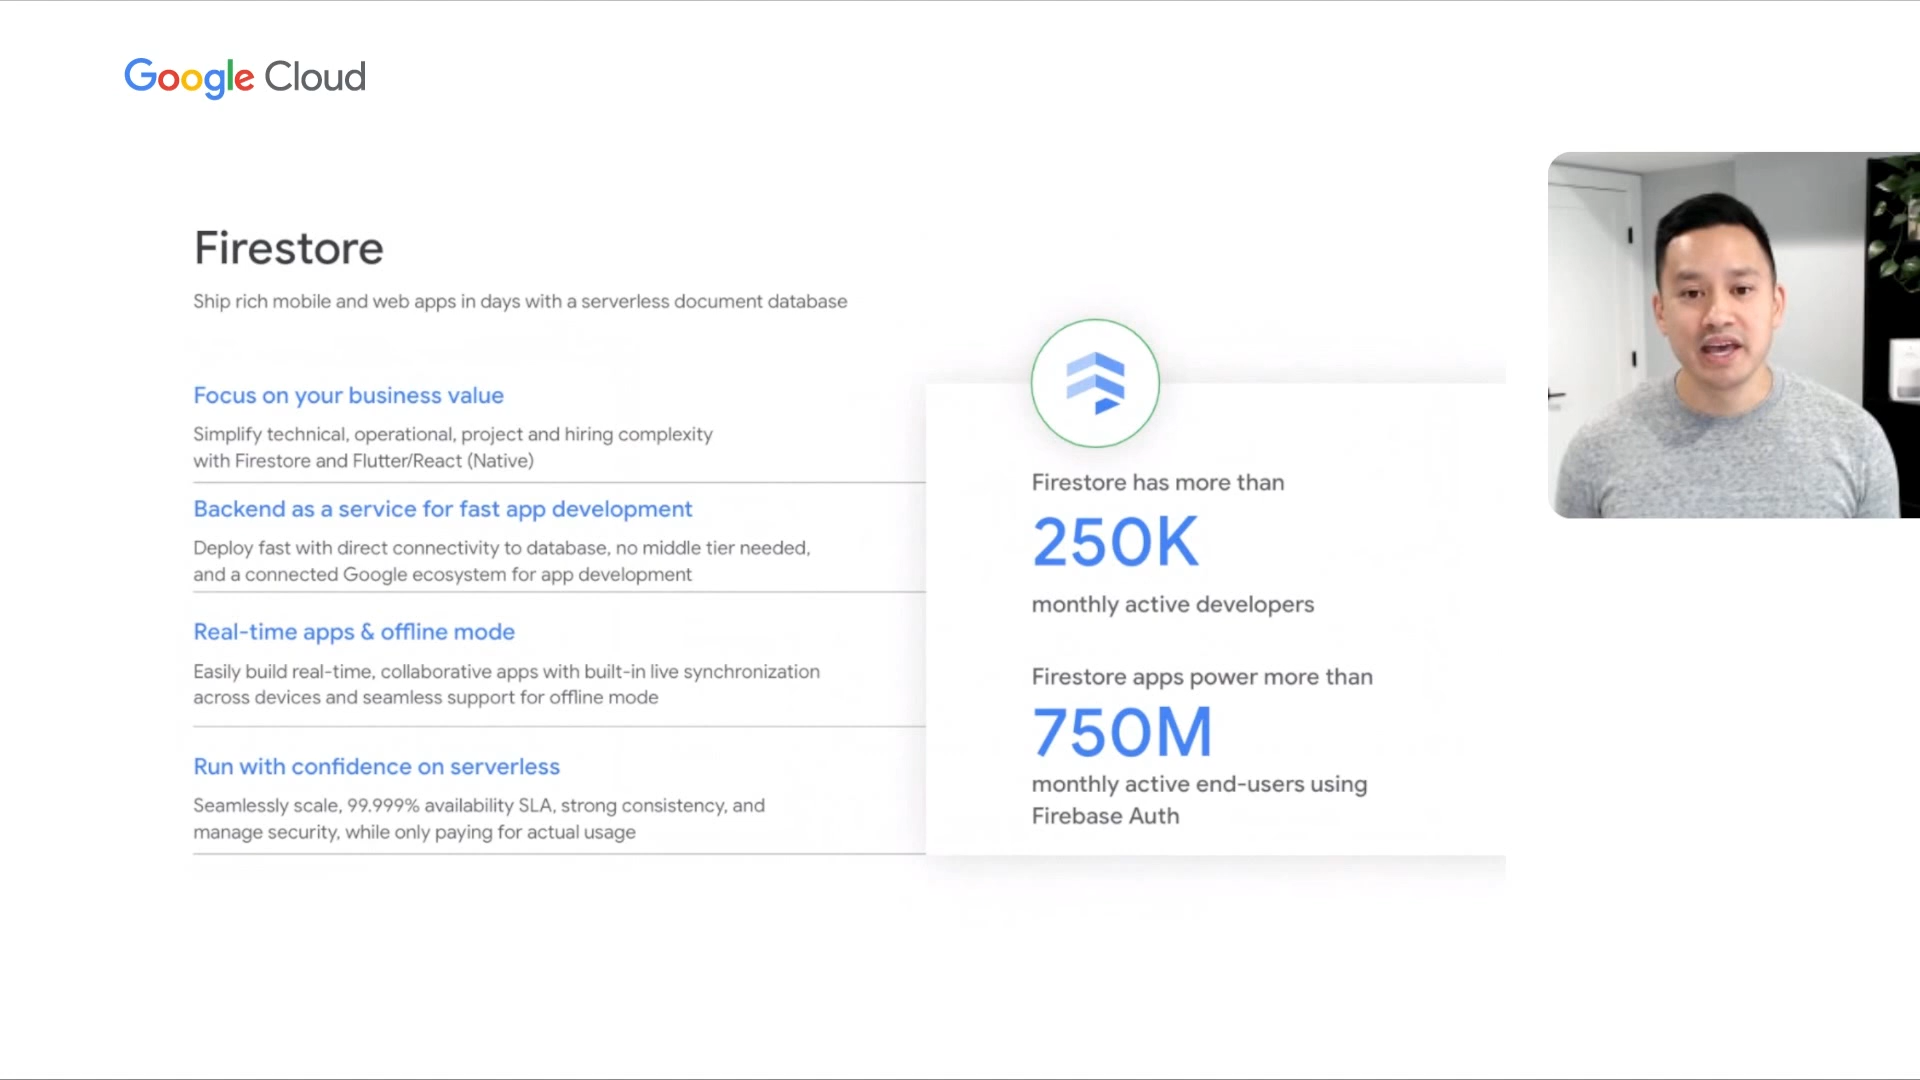 Google Cloud
Firestore
Ship rich mobile and web apps in days with a serverless document database
Focus on your business value
Simplify technical, operational, project and hiring complexity
with Firestore and Flutter/React (Native)
Backend as a service for fast app development
Deploy fast with direct connectivity to database, no middle tier needed,
and a connected Google ecosystem for app development
Real-time apps & offline mode
Easily build real-time, collaborative apps with built-in live synchronization
across devices and seamless support for offline mode
Run with confidence on serverless
Seamlessly scale, 99.999% availability SLA, strong consistency, and
manage security, while only paying for actual usage
Firestore has more than
250K
monthly active developers
Firestore apps power more than
750M
monthly active end-users using
Firebase Auth